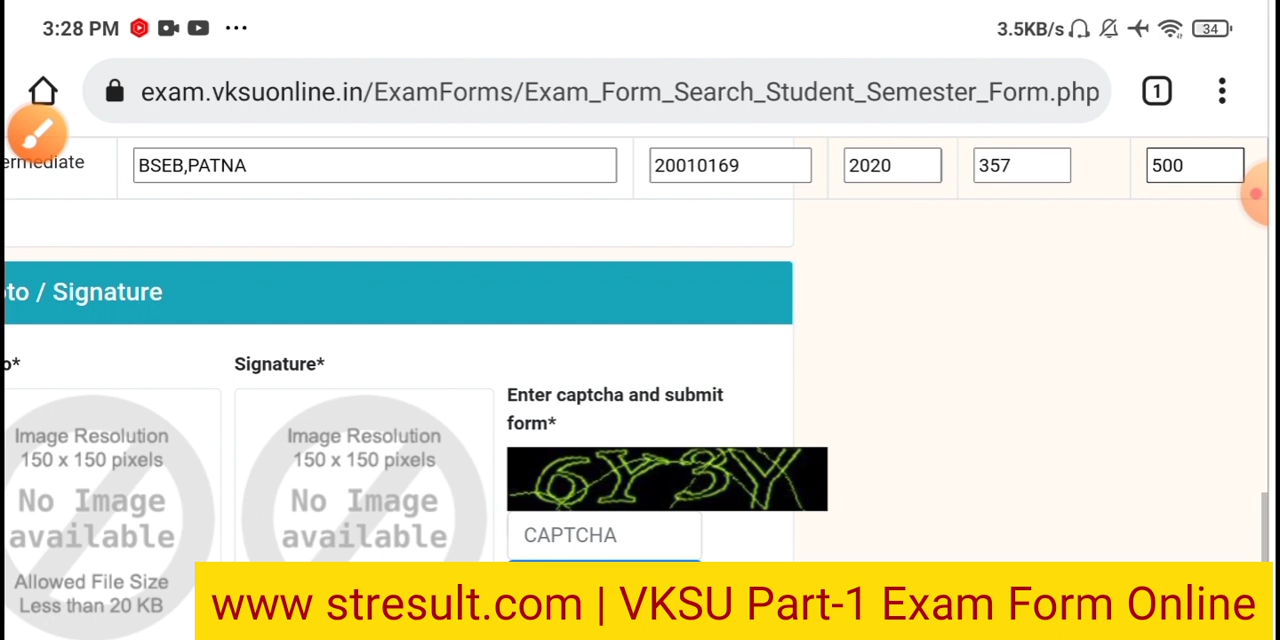 3:28 PM ... 3.5KB/s 34
exam.vksuonline.in/ExamForms/Exam_Form_Search_Student_Semester_Form.php 1
ermediate BSEB,PATNA 20010169 2020 357 500
to / Signature
o* Signature*
Enter captcha and submit
form*
Image Resolution Image Resolution
150 x 150 pixels 150 x 150 pixels
6Y3Y
No Image No Image
available available
CAPTCHA
Allowed File Size
Less than 20 KB
www stresult.com | VKSU Part-1 Exam Form Online